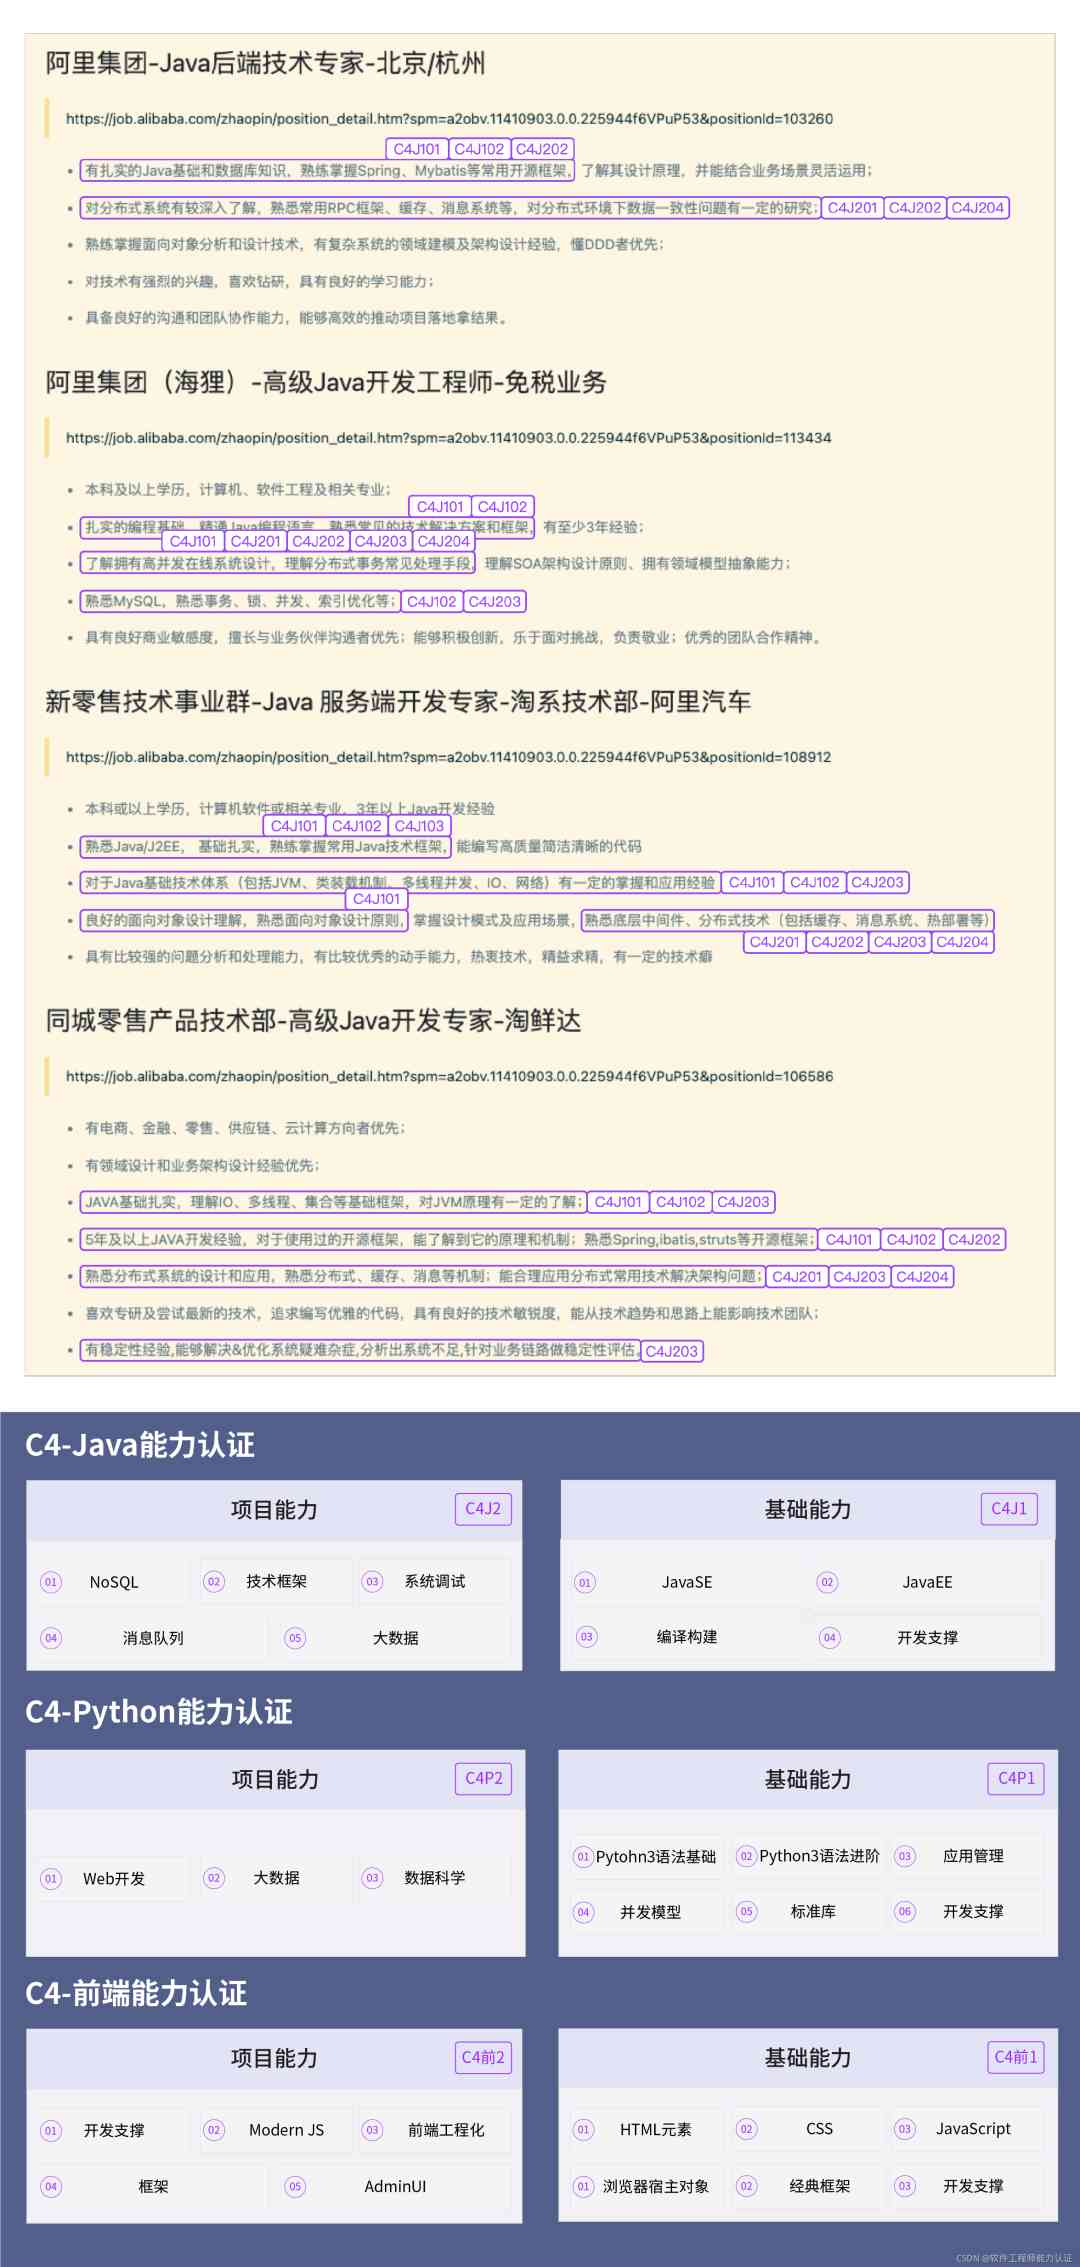 阿里集团-Java后端技术专家-北京/杭州
https://job.alibaba.com/zhaopin/position_detail.htm?spm=a2obv.11410903.0.0.225944f6VPuP53&positionId=103260
C4J101 C4J102 C4J202
有扎实的Java基础和数据库知识，熟练掌握Spring、Mybatis等常用开源框架，了解其设计原理，并能结合业务场景灵活运用；
对分布式系统有较深入了解，熟悉常用RPC框架、缓存、消息系统等，对分布式环境下数据一致性问题有一定的研究； C4J201 C4J202 C4J204
熟练掌握面向对象分析和设计技术，有复杂系统的领域建模及架构设计经验，懂DDD者优先；
对技术有强烈的兴趣，喜欢钻研，具有良好的学习能力；
具备良好的沟通和团队协作能力，能够高效的推动项目落地拿结果。
阿里集团（海狸）-高级Java开发工程师-免税业务
https://job.alibaba.com/zhaopin/position_detail.htm?spm=a2obv.11410903.0.0.225944f6VPuP53&positionId=113434
本科及以上学历，计算机、软件工程及相关专业；
C4J101 C4J102
扎实的编程基础，精通Java编程语言，熟悉常见的技术解决方案和框架，有至少3年经验；
C4J101 C4J201 C4J202 C4J203 C4J204
了解拥有高并发在线系统设计，理解分布式事务常见处理手段，理解SOA架构设计原则、拥有领域模型抽象能力；
熟悉MySQL，熟悉事务、锁、并发、索引优化等； C4J102 C4J203
具有良好商业敏感度，擅长与业务伙伴沟通者优先；能够积极创新，乐于面对挑战，负责敬业；优秀的团队合作精神。
新零售技术事业群-Java 服务端开发专家-淘系技术部-阿里汽车
https://job.alibaba.com/zhaopin/position_detail.htm?spm=a2obv.11410903.0.0.225944f6VPuP53&positionId=108912
本科或以上学历，计算机软件或相关专业，3年以上Java开发经验
C4J101 C4J102 C4J103
熟悉Java/J2EE， 基础扎实，熟练掌握常用Java技术框架，能编写高质量简洁清晰的代码
对于Java基础技术体系（包括JVM、类装载机制、多线程并发、IO、网络）有一定的掌握和应用经验 C4J101 C4J102 C4J203
C4J101
良好的面向对象设计理解，熟悉面向对象设计原则，掌握设计模式及应用场景，熟悉底层中间件、分布式技术（包括缓存、消息系统、热部署等）
C4J201 C4J202 C4J203 C4J204
具有比较强的问题分析和处理能力，有比较优秀的动手能力，热衷技术，精益求精，有一定的技术癖
同城零售产品技术部-高级Java开发专家-淘鲜达
https://job.alibaba.com/zhaopin/position_detail.htm?spm=a2obv.11410903.0.0.225944f6VPuP53&positionId=106586
有电商、金融、零售、供应链、云计算方向者优先；
有领域设计和业务架构设计经验优先；
JAVA基础扎实，理解IO、多线程、集合等基础框架，对JVM原理有一定的了解； C4J101 C4J102 C4J203
5年及以上JAVA开发经验，对于使用过的开源框架，能了解到它的原理和机制；熟悉Spring,ibatis,struts等开源框架； C4J101 C4J102 C4J202
熟悉分布式系统的设计和应用，熟悉分布式、缓存、消息等机制；能合理应用分布式常用技术解决架构问题； C4J201 C4J203 C4J204
喜欢专研及尝试最新的技术，追求编写优雅的代码，具有良好的技术敏锐度，能从技术趋势和思路上能影响技术团队；
有稳定性经验,能够解决&优化系统疑难杂症,分析出系统不足,针对业务链路做稳定性评估。 C4J203
C4-Java能力认证
项目能力 C4J2
01 NoSQL 02 技术框架 03 系统调试
04 消息队列 05 大数据
基础能力 C4J1
01 JavaSE 02 JavaEE
03 编译构建 04 开发支撑
C4-Python能力认证
项目能力 C4P2
01 Web开发 02 大数据 03 数据科学
基础能力 C4P1
01 Pytohn3语法基础 02 Python3语法进阶 03 应用管理
04 并发模型 05 标准库 06 开发支撑
C4-前端能力认证
项目能力 C4前2
01 开发支撑 02 Modern JS 03 前端工程化
04 框架 05 AdminUI
基础能力 C4前1
01 HTML元素 02 CSS 03 JavaScript
01 浏览器宿主对象 02 经典框架 03 开发支撑
CSDN @软件工程师能力认证